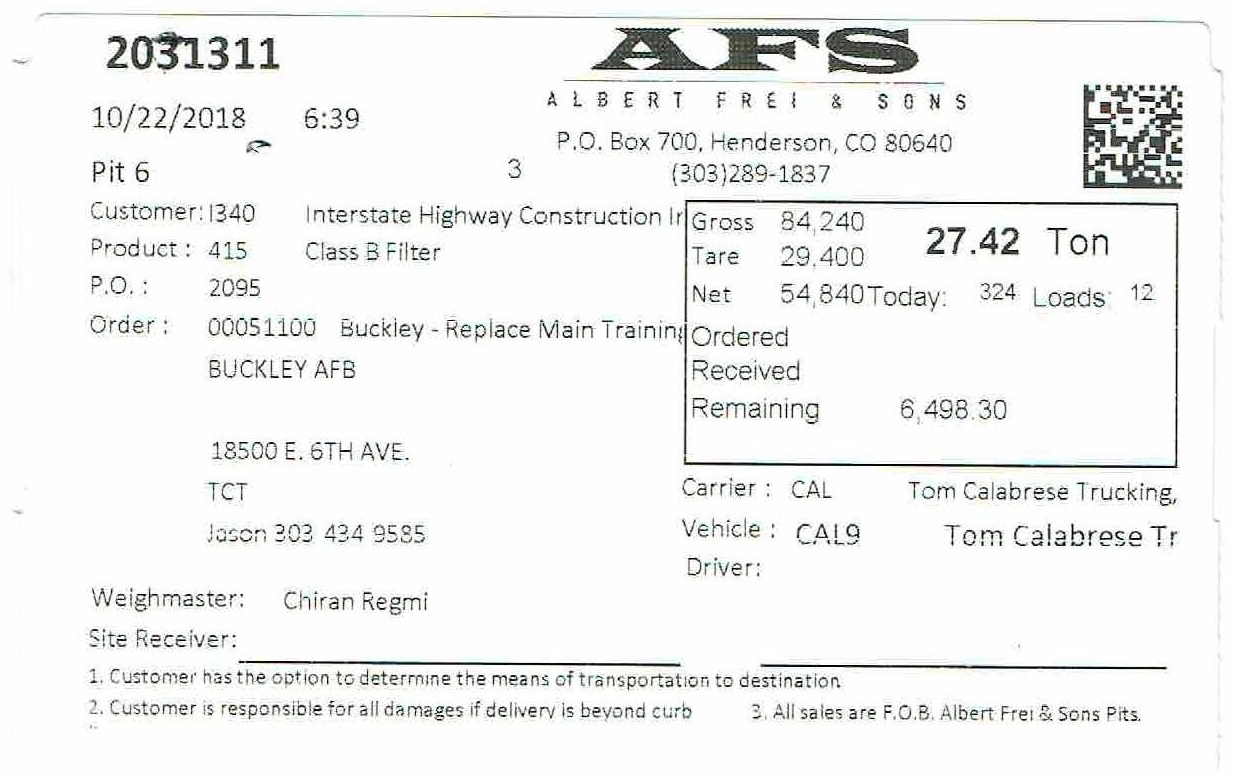 2031311
AFS
ALBERT FREI & SONS
10/22/2018 6:39
P.O. Box 700, Henderson, CO 80640
Pit 6 3 (303)289-1837
Customer: I340 Interstate Highway Construction Ir
Product : 415 Class B Filter
P.O. : 2095
Order : 00051100 Buckley - Replace Main Training
BUCKLEY AFB
18500 E. 6TH AVE.
TCT
Jason 303 434 9585
Gross 84,240 27.42 Ton
Tare 29,400
Net 54,840 Today: 324 Loads: 12
Ordered
Received
Remaining 6,498.30
Carrier : CAL Tom Calabrese Trucking,
Vehicle : CAL9 Tom Calabrese Tr
Driver:
Weighmaster: Chiran Regmi
Site Receiver:
1. Customer has the option to determine the means of transportation to destination
2. Customer is responsible for all damages if delivery is beyond curb 3. All sales are F.O.B. Albert Frei & Sons Pits.